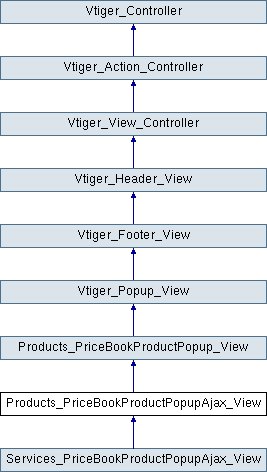 Vtiger_Controller
Vtiger_Action_Controller
Vtiger_View_Controller
Vtiger_Header_View
Vtiger_Footer_View
Vtiger_Popup_View
Products_PriceBookProductPopup_View
Products_PriceBookProductPopupAjax_View
Services_PriceBookProductPopupAjax_View